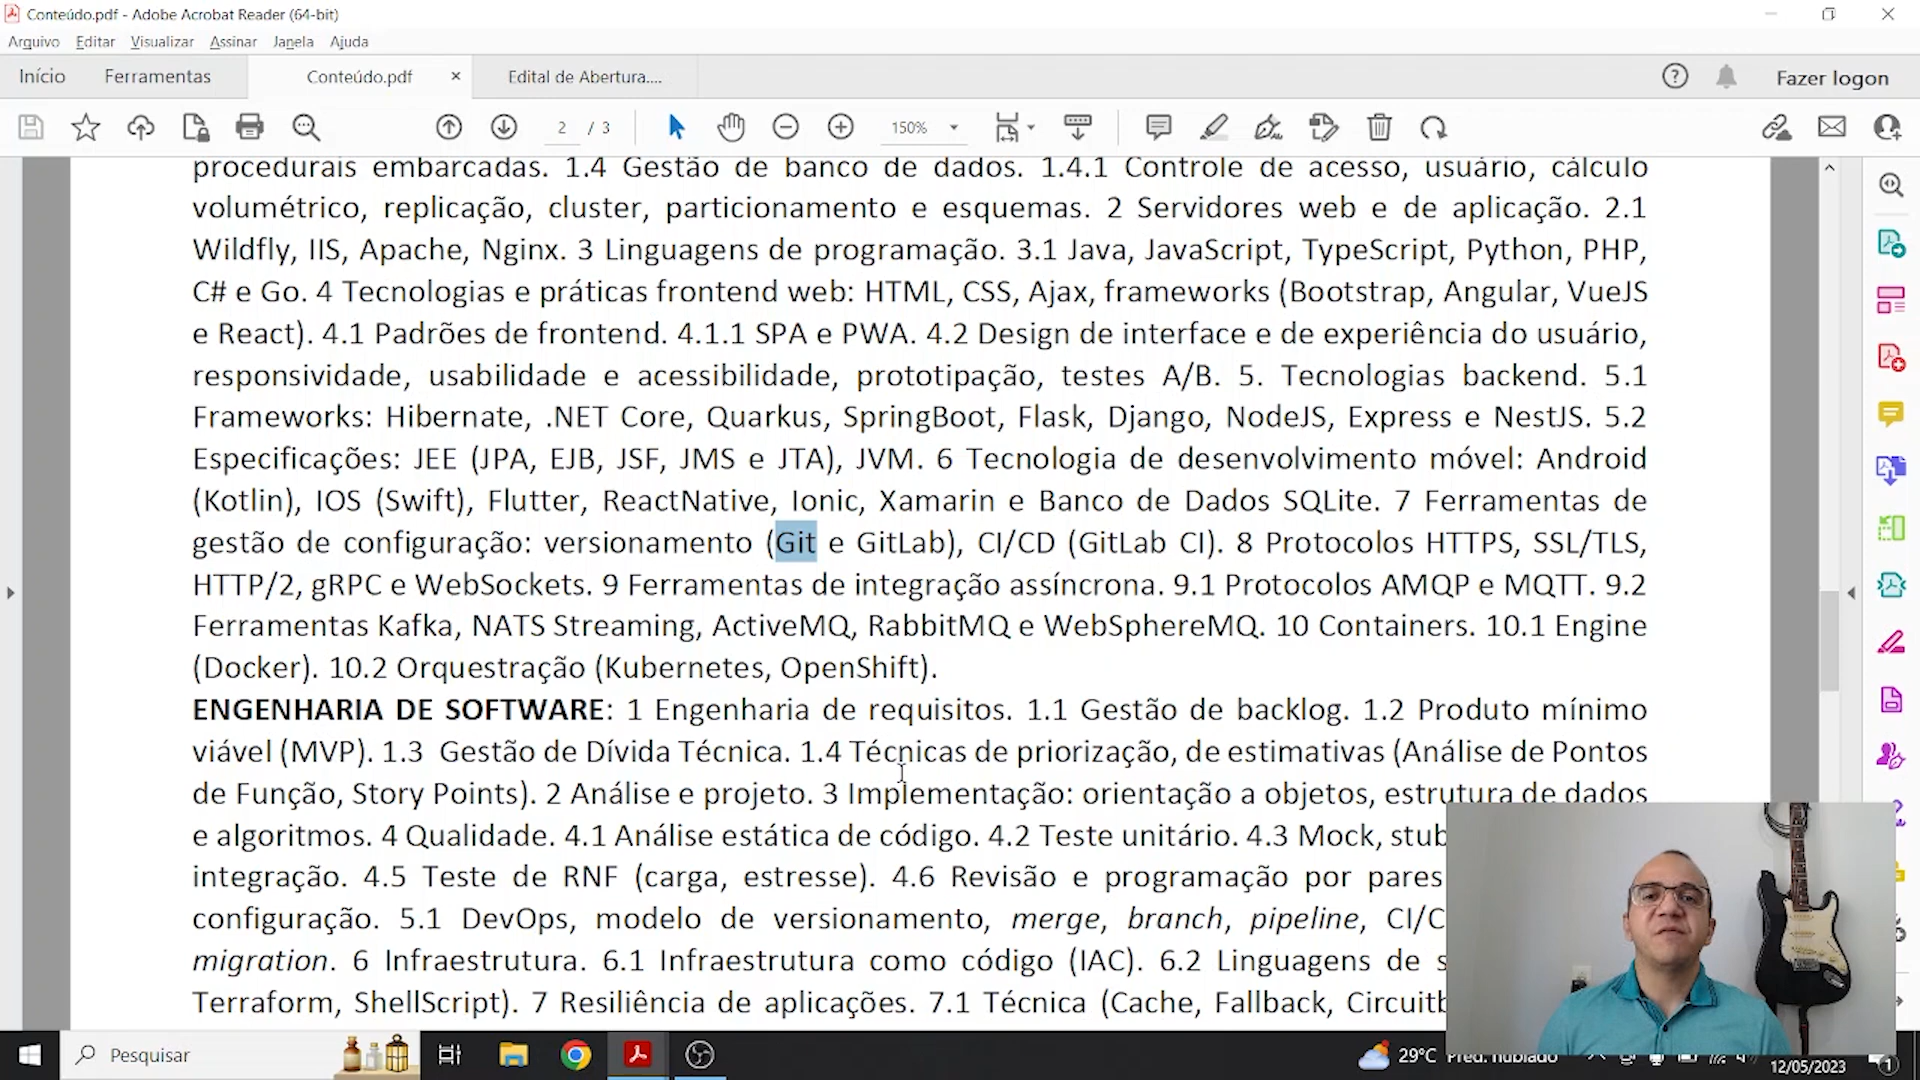 Conteúdo.pdf - Adobe Acrobat Reader (64-bit)
Arquivo Editar Visualizar Assinar Janela Ajuda
Início Ferramentas Conteúdo.pdf × Edital de Abertura.... Fazer logon
2 / 3 150%
procedurais embarcadas. 1.4 Gestão de banco de dados. 1.4.1 Controle de acesso, usuário, cálculo
volumétrico, replicação, cluster, particionamento e esquemas. 2 Servidores web e de aplicação. 2.1
Wildfly, IIS, Apache, Nginx. 3 Linguagens de programação. 3.1 Java, JavaScript, TypeScript, Python, PHP,
C# e Go. 4 Tecnologias e práticas frontend web: HTML, CSS, Ajax, frameworks (Bootstrap, Angular, VueJS
e React). 4.1 Padrões de frontend. 4.1.1 SPA e PWA. 4.2 Design de interface e de experiência do usuário,
responsividade, usabilidade e acessibilidade, prototipação, testes A/B. 5. Tecnologias backend. 5.1
Frameworks: Hibernate, .NET Core, Quarkus, SpringBoot, Flask, Django, NodeJS, Express e NestJS. 5.2
Especificações: JEE (JPA, EJB, JSF, JMS e JTA), JVM. 6 Tecnologia de desenvolvimento móvel: Android
(Kotlin), IOS (Swift), Flutter, ReactNative, Ionic, Xamarin e Banco de Dados SQLite. 7 Ferramentas de
gestão de configuração: versionamento (Git e GitLab), CI/CD (GitLab CI). 8 Protocolos HTTPS, SSL/TLS,
HTTP/2, gRPC e WebSockets. 9 Ferramentas de integração assíncrona. 9.1 Protocolos AMQP e MQTT. 9.2
Ferramentas Kafka, NATS Streaming, ActiveMQ, RabbitMQ e WebSphereMQ. 10 Containers. 10.1 Engine
(Docker). 10.2 Orquestração (Kubernetes, OpenShift).
ENGENHARIA DE SOFTWARE: 1 Engenharia de requisitos. 1.1 Gestão de backlog. 1.2 Produto mínimo
viável (MVP). 1.3 Gestão de Dívida Técnica. 1.4 Técnicas de priorização, de estimativas (Análise de Pontos
de Função, Story Points). 2 Análise e projeto. 3 Implementação: orientação a objetos, estrutura de dados
e algoritmos. 4 Qualidade. 4.1 Análise estática de código. 4.2 Teste unitário. 4.3 Mock, stub
integração. 4.5 Teste de RNF (carga, estresse). 4.6 Revisão e programação por pares
configuração. 5.1 DevOps, modelo de versionamento, merge, branch, pipeline, CI/C
migration. 6 Infraestrutura. 6.1 Infraestrutura como código (IAC). 6.2 Linguagens de s
Terraform, ShellScript). 7 Resiliência de aplicações. 7.1 Técnica (Cache, Fallback, Circuitb
Pesquisar 29°C Pred. nublado
12/05/2023 1